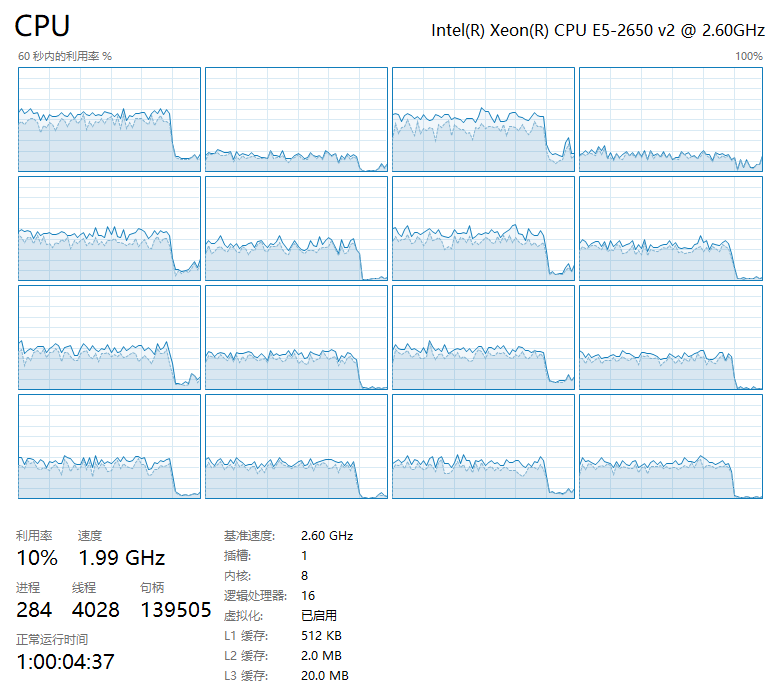 CPU
Intel(R) Xeon(R) CPU E5-2650 v2 @ 2.60GHz
60 秒内的利用率 %
100%
利用率 速度
10% 1.99 GHz
进程 线程 句柄
284 4028 139505
正常运行时间
1:00:04:37
基准速度: 2.60 GHz
插槽: 1
内核: 8
逻辑处理器: 16
虚拟化: 已启用
L1 缓存: 512 KB
L2 缓存: 2.0 MB
L3 缓存: 20.0 MB